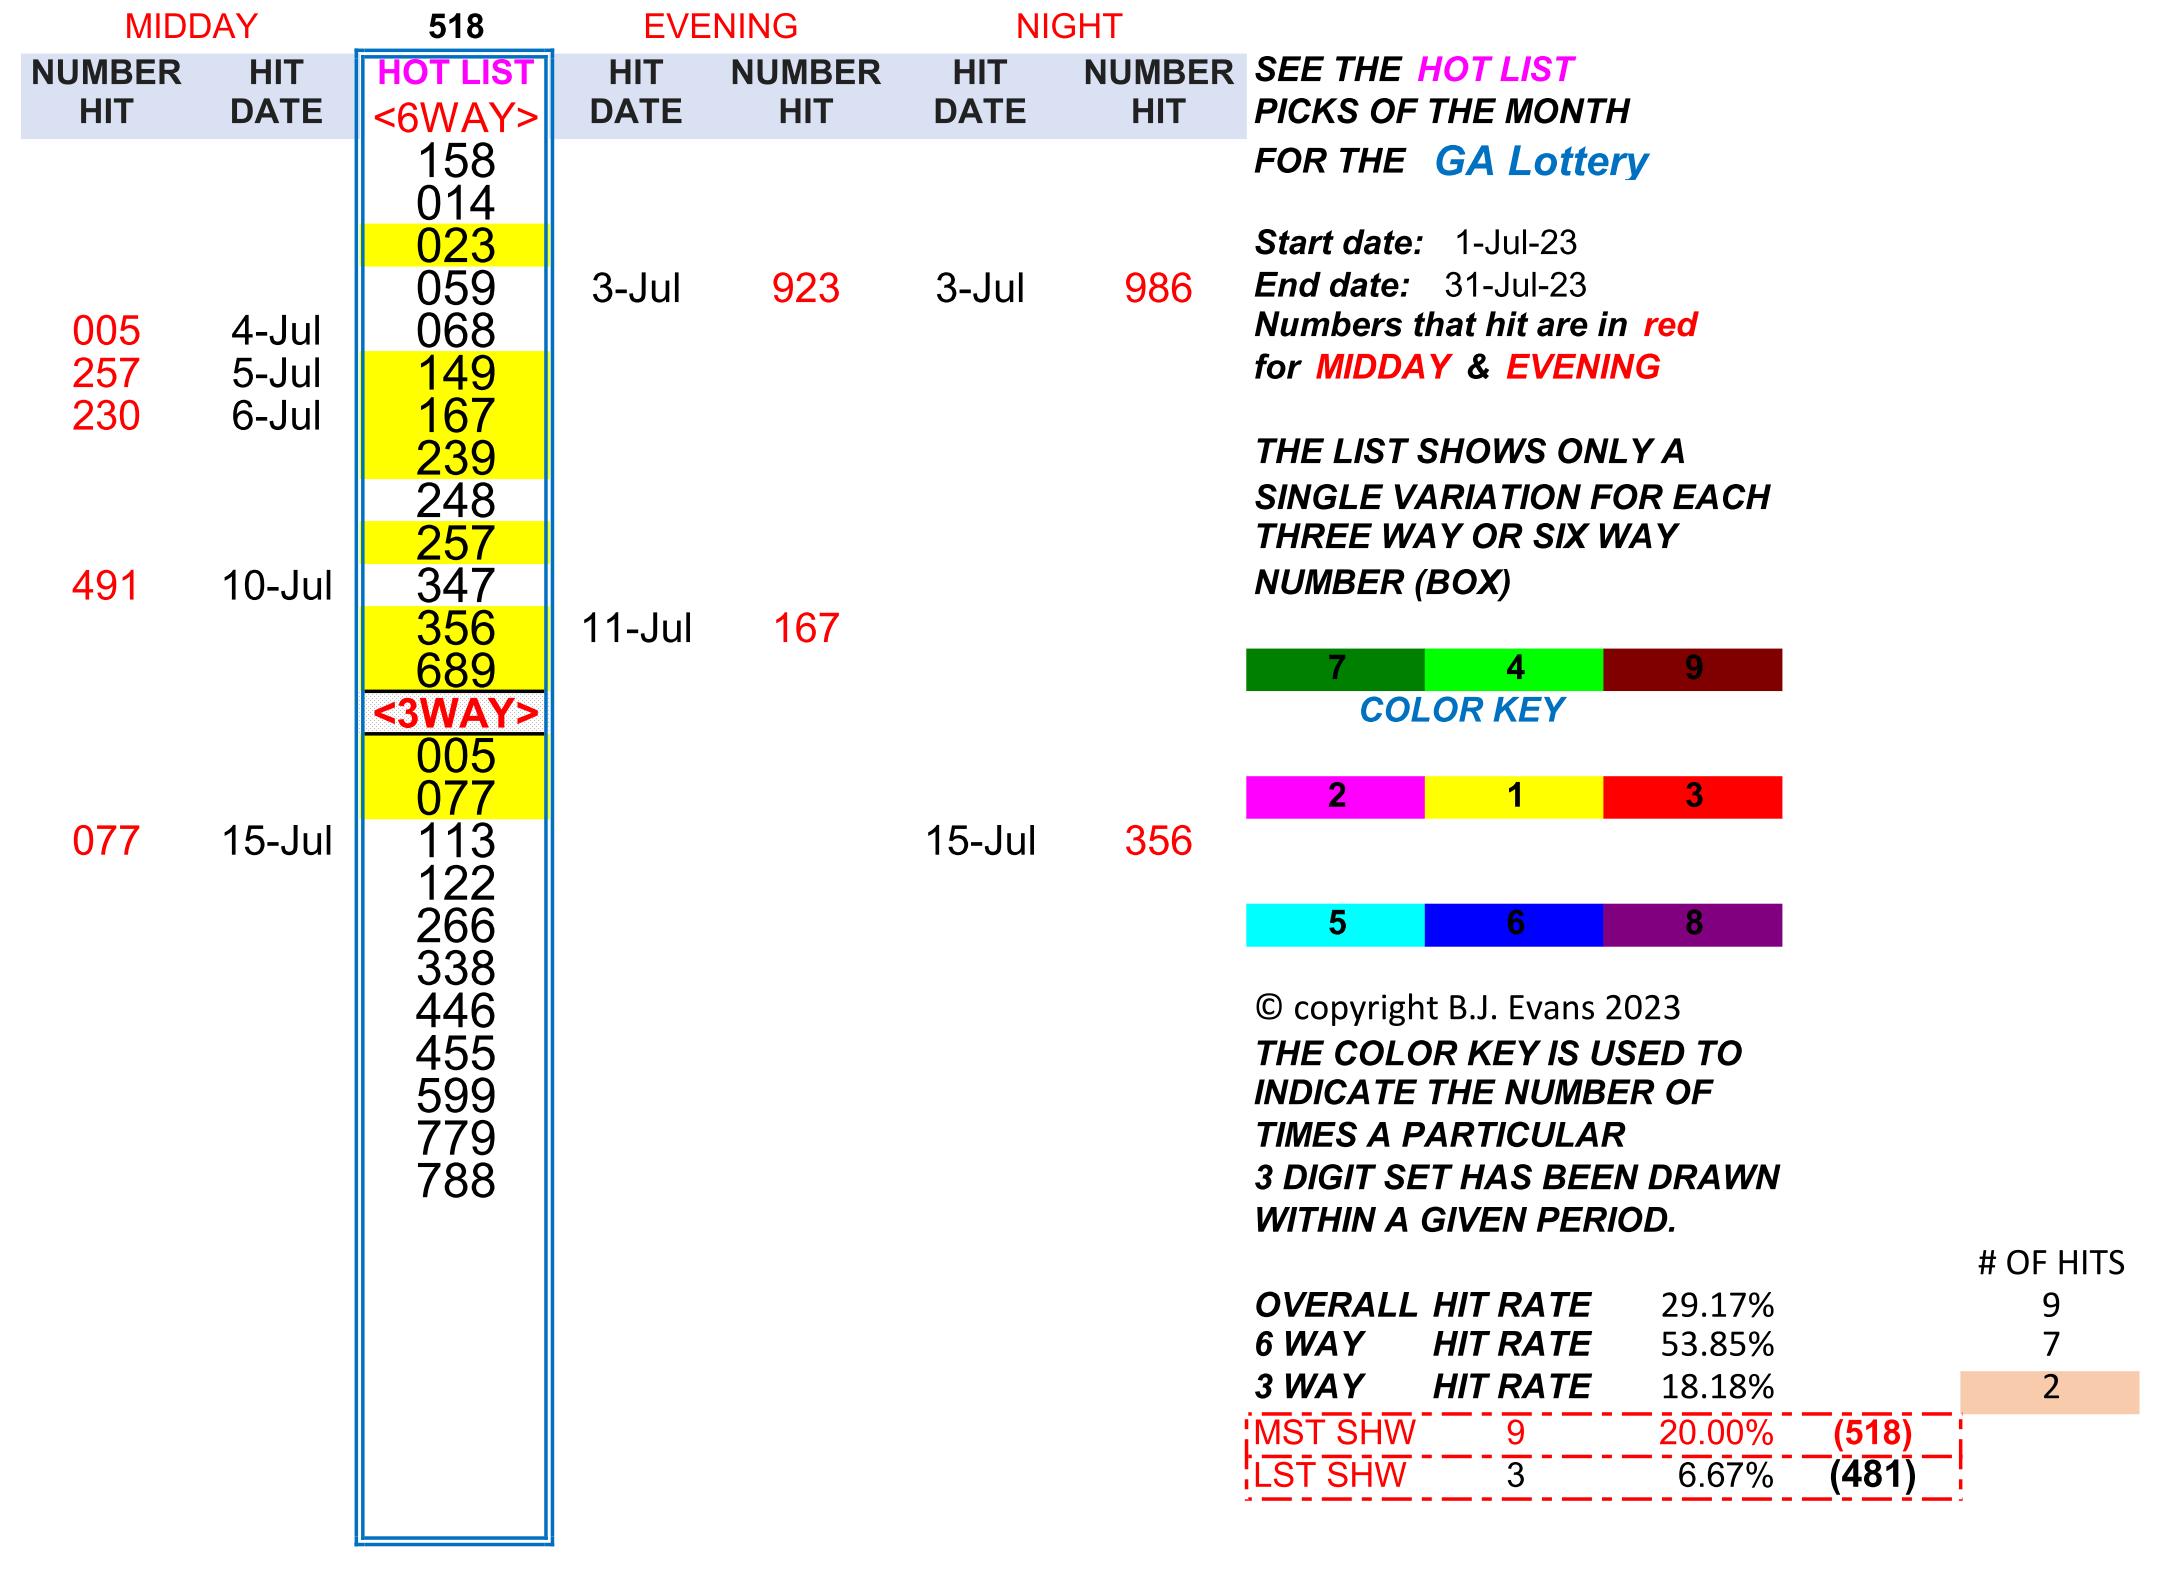 MIDDAY 518 EVENING NIGHT
NUMBER HIT HOT LIST HIT NUMBER HIT NUMBER SEE THE HOT LIST
HIT DATE <6WAY> DATE HIT DATE HIT PICKS OF THE MONTH
158 FOR THE GA Lottery
014
023 Start date: 1-Jul-23
059 3-Jul 923 3-Jul 986 End date: 31-Jul-23
005 4-Jul 068 Numbers that hit are in red
257 5-Jul 149 for MIDDAY & EVENING
230 6-Jul 167
239 THE LIST SHOWS ONLY A
248 SINGLE VARIATION FOR EACH
257 THREE WAY OR SIX WAY
491 10-Jul 347 NUMBER (BOX)
356 11-Jul 167
689 7 4 9
<3WAY> COLOR KEY
005
077 2 1 3
077 15-Jul 113 15-Jul 356
122
266 5 6 8
338
446 © copyright B.J. Evans 2023
455 THE COLOR KEY IS USED TO
599 INDICATE THE NUMBER OF
779 TIMES A PARTICULAR
788 3 DIGIT SET HAS BEEN DRAWN
WITHIN A GIVEN PERIOD.
# OF HITS
OVERALL HIT RATE 29.17% 9
6 WAY HIT RATE 53.85% 7
3 WAY HIT RATE 18.18% 2
MST SHW 9 20.00% (518)
LST SHW 3 6.67% (481)